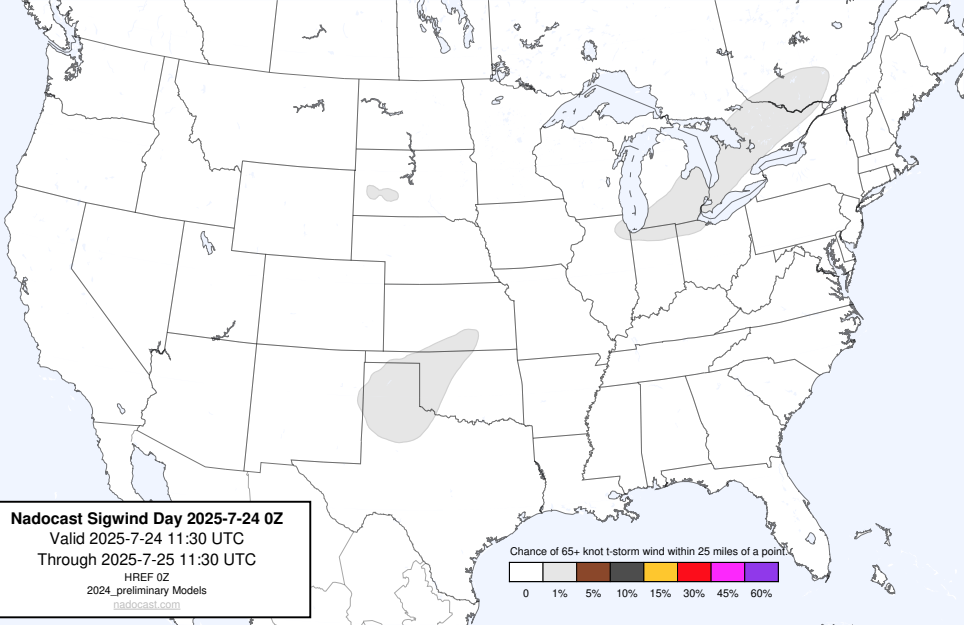 Nadocast Sigwind Day 2025-7-24 0Z
Valid 2025-7-24 11:30 UTC
Through 2025-7-25 11:30 UTC
HREF 0Z
2024_preliminary Models
nadocast.com
Chance of 65+ knot t-storm wind within 25 miles of a point.
0 1% 5% 10% 15% 30% 45% 60%